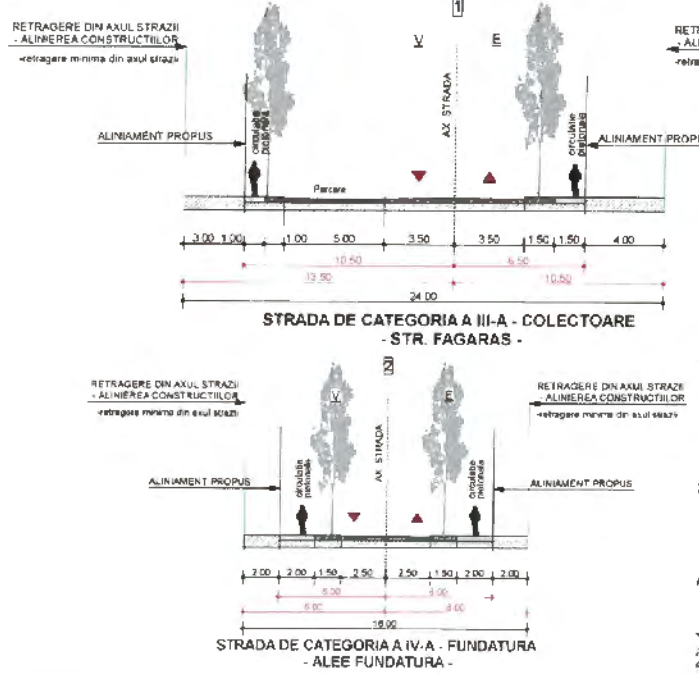 1
RETRAGERE DIN AXUL STRAZII
- ALINIEREA CONSTRUCTIILOR
-retragere minima din axul strazii
V
E
AX STRADA
ALINIAMENT PROPUS
circulatie
pietonala
Parcare
circulatie
pietonala
3.00 1.00 1.00 5.00 3.50 3.50 1.50 1.50 4.00
10.50 6.50
13.50 10.50
24.00
STRADA DE CATEGORIA A III-A - COLECTOARE
- STR. FAGARAS -
2
RETRAGERE DIN AXUL STRAZII
- ALINIEREA CONSTRUCTIILOR
-retragere minima din axul strazii
V
E
RETRAGERE DIN AXUL STRAZII
- ALINIEREA CONSTRUCTIILOR
-retragere minima din axul strazii
AX STRADA
ALINIAMENT PROPUS
circulatie
pietonala
circulatie
pietonala
ALINIAMENT PROPUS
2.00 2.00 1.50 2.50 2.50 1.50 2.00 2.00
6.00 6.00
8.00 8.00
16.00
STRADA DE CATEGORIA A IV-A - FUNDATURA
- ALEE FUNDATURA -